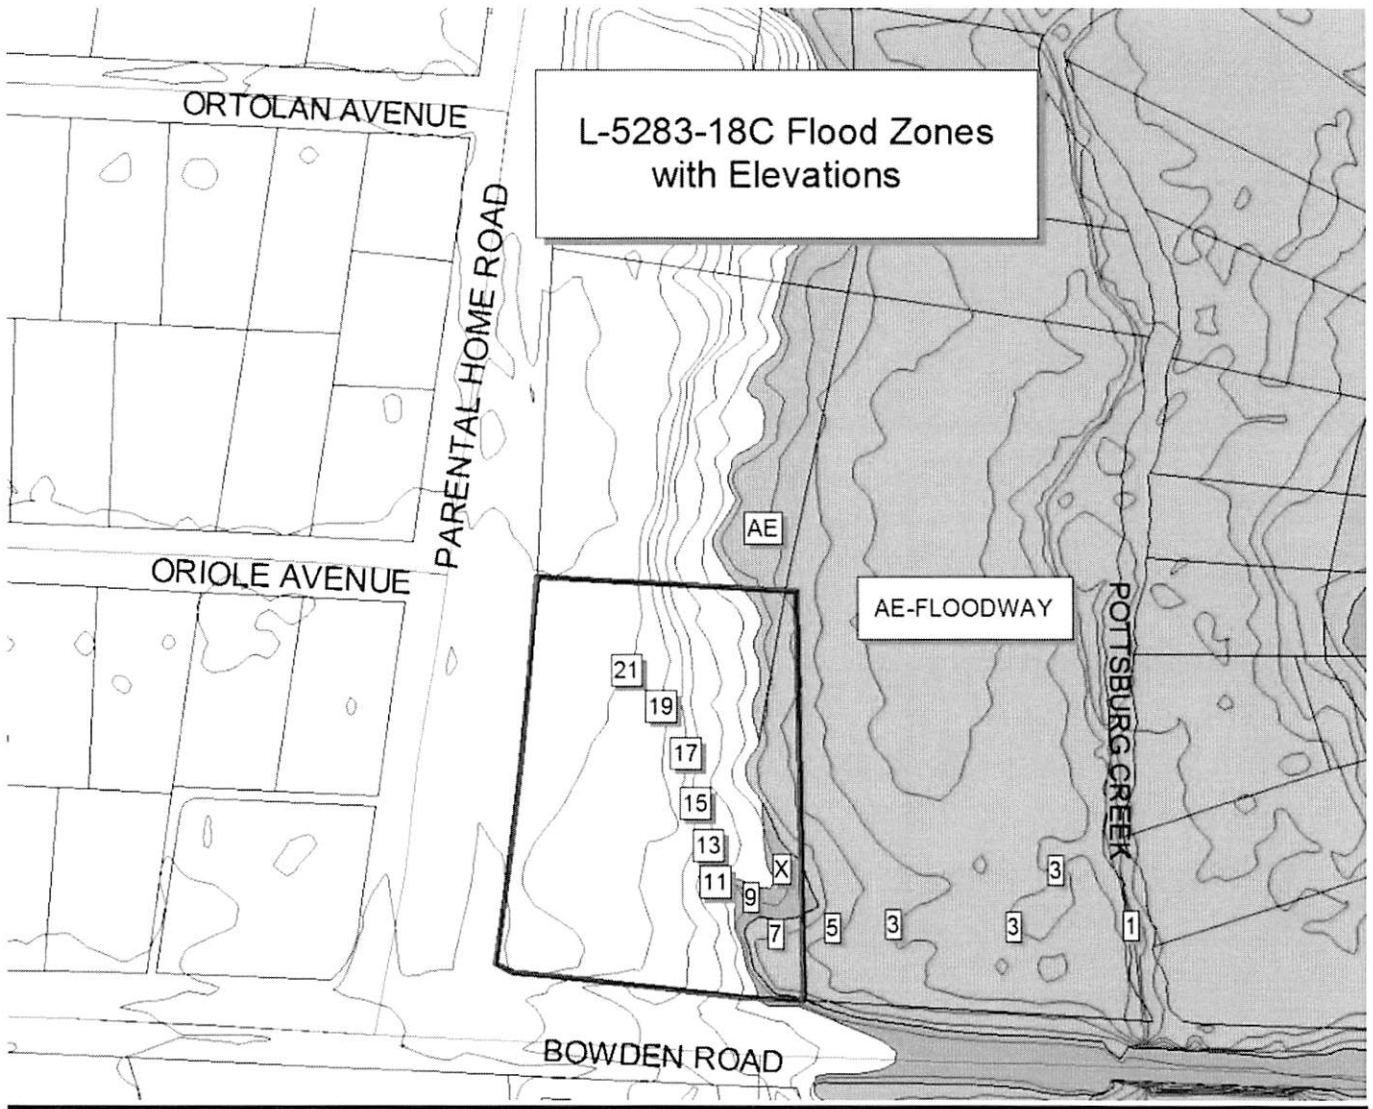 ORTOLAN AVENUE
L-5283-18C Flood Zones
with Elevations
PARENTAL HOME ROAD
AE
ORIOLE AVENUE
AE-FLOODWAY
POTTSBURG CREEK
21
19
17
15
13
11
9
X
7
5
3
3
3
1
BOWDEN ROAD